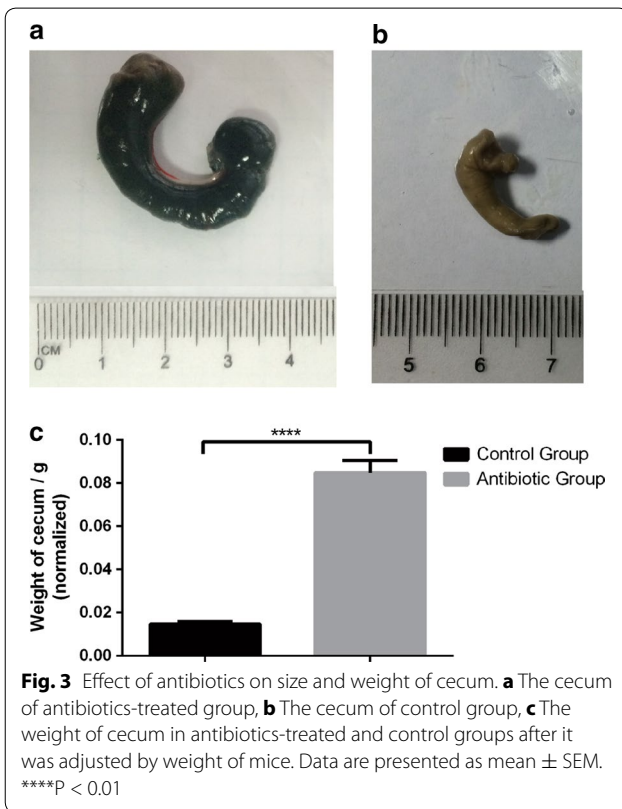 a
b
0 CM 1 2 3 4
5 6 7
c
****
0.10
0.08
0.06
0.04
0.02
0.00
Weight of cecum / g
(normalized)
Control Group
Antibiotic Group
Fig. 3 Effect of antibiotics on size and weight of cecum. a The cecum
of antibiotics-treated group, b The cecum of control group, c The
weight of cecum in antibiotics-treated and control groups after it
was adjusted by weight of mice. Data are presented as mean ± SEM.
****P < 0.01